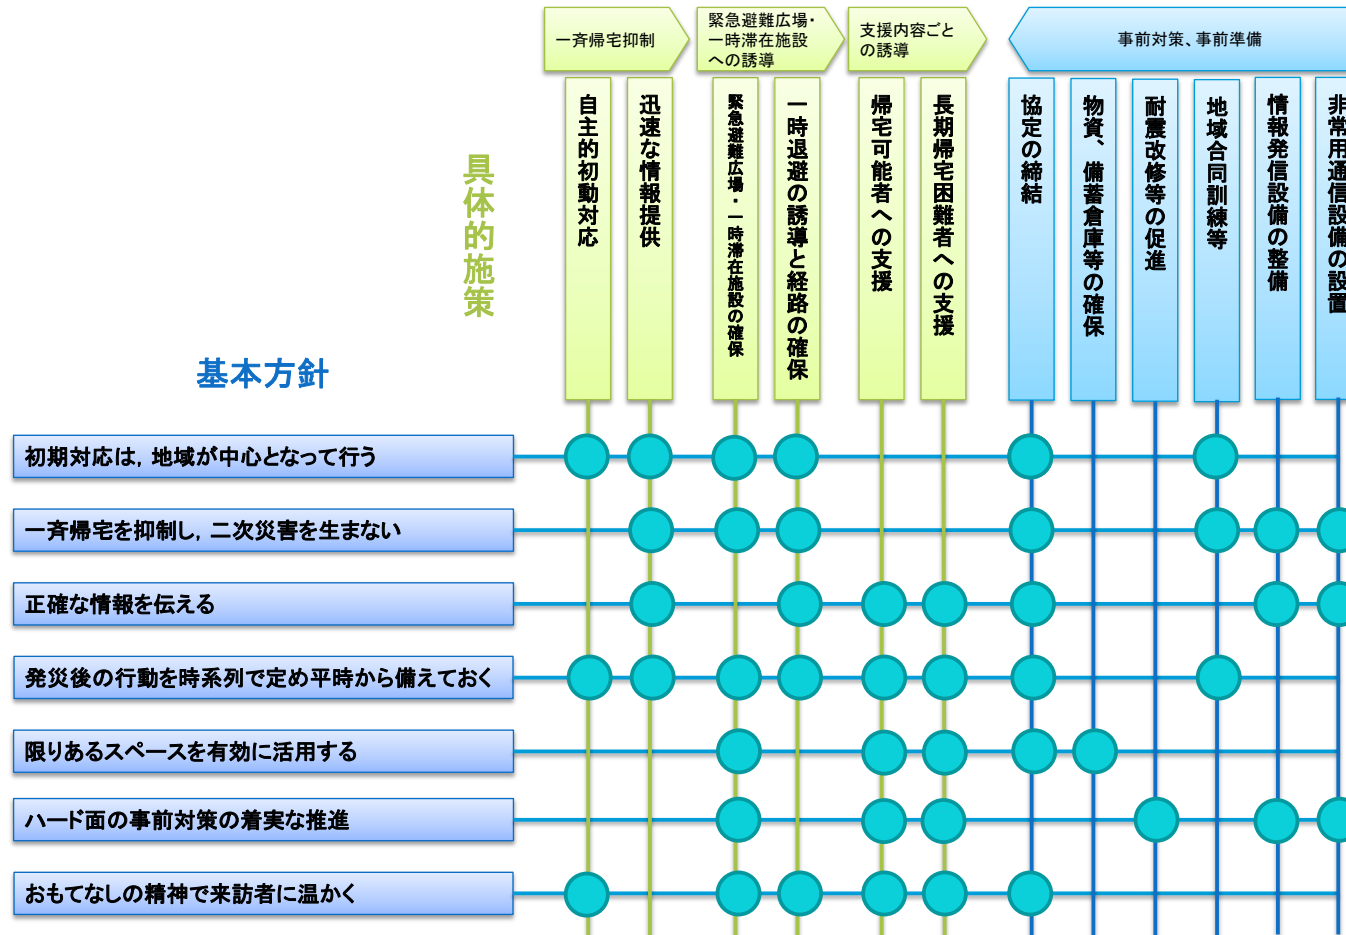 一斉帰宅抑制
緊急避難広場・
一時滞在施設
への誘導
支援内容ごと
の誘導
事前対策、事前準備
自主的初動対応
迅速な情報提供
緊急避難広場・一時滞在施設の確保
一時退避の誘導と経路の確保
帰宅可能者への支援
長期帰宅困難者への支援
協定の締結
物資、備蓄倉庫等の確保
耐震改修等の促進
地域合同訓練等
情報発信設備の整備
非常用通信設備の設置
具体的施策
基本方針
初期対応は，地域が中心となって行う
一斉帰宅を抑制し，二次災害を生まない
正確な情報を伝える
発災後の行動を時系列で定め平時から備えておく
限りあるスペースを有効に活用する
ハード面の事前対策の着実な推進
おもてなしの精神で来訪者に温かく